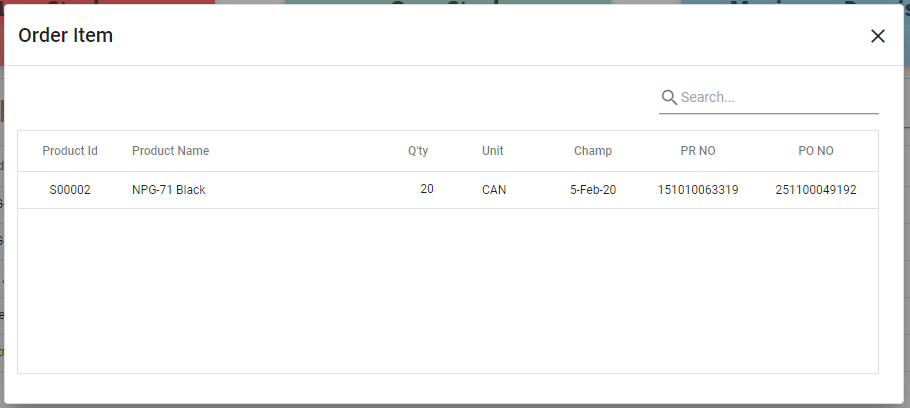 Order Item
Search...
Product Id Product Name Q'ty Unit Champ PR NO PO NO
S00002 NPG-71 Black 20 CAN 5-Feb-20 151010063319 251100049192